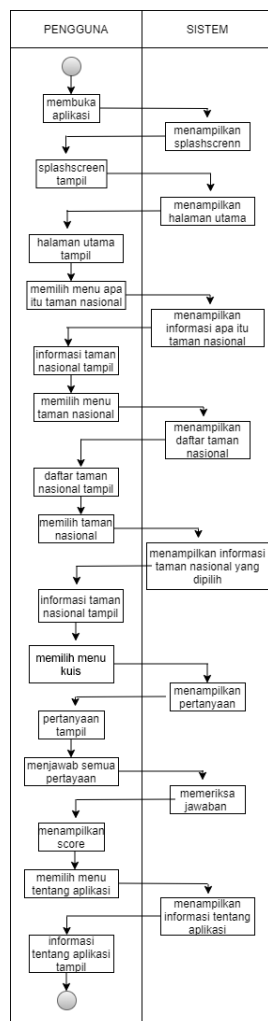 PENGGUNA
SISTEM
membuka
aplikasi
menampilkan
splashscrenn
splashscreen
tampil
menampilkan
halaman utama
halaman utama
tampil
memilih menu apa
itu taman nasional
menampilkan
informasi apa itu
taman nasional
informasi taman
nasional tampil
memilih menu
taman nasional
menampilkan
daftar taman
nasional
daftar taman
nasional tampil
memilih taman
nasional
menampilkan informasi
taman nasional yang
dipilih
informasi taman
nasional tampil
memilih menu
kuis
menampilkan
pertanyaan
pertanyaan
tampil
menjawab semua
pertayaan
memeriksa
jawaban
menampilkan
score
memilih menu
tentang aplikasi
menampilkan
informasi tentang
aplikasi
informasi
tentang aplikasi
tampil